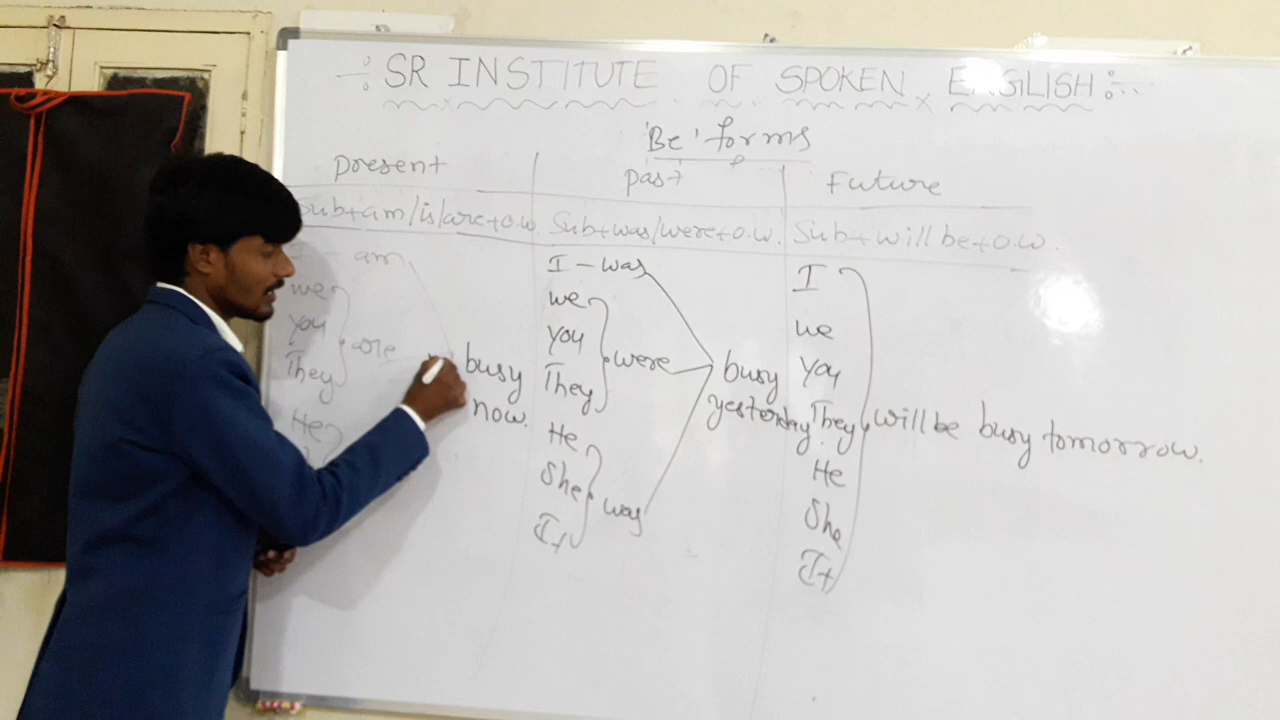 ÷ SR INSTITUTE OF SPOKEN ENGLISH ÷
'Be' forms
present
Sub+am/is/are+o.w
I - am
we
you
They
are
He
busy
now.
past
Sub+was/were+o.w.
I - was
we
you
They
were
He
She
It
was
busy
yesterday
Future
Sub+will be+o.w.
I
we
you
They
He
She
It
will be busy tomorrow.